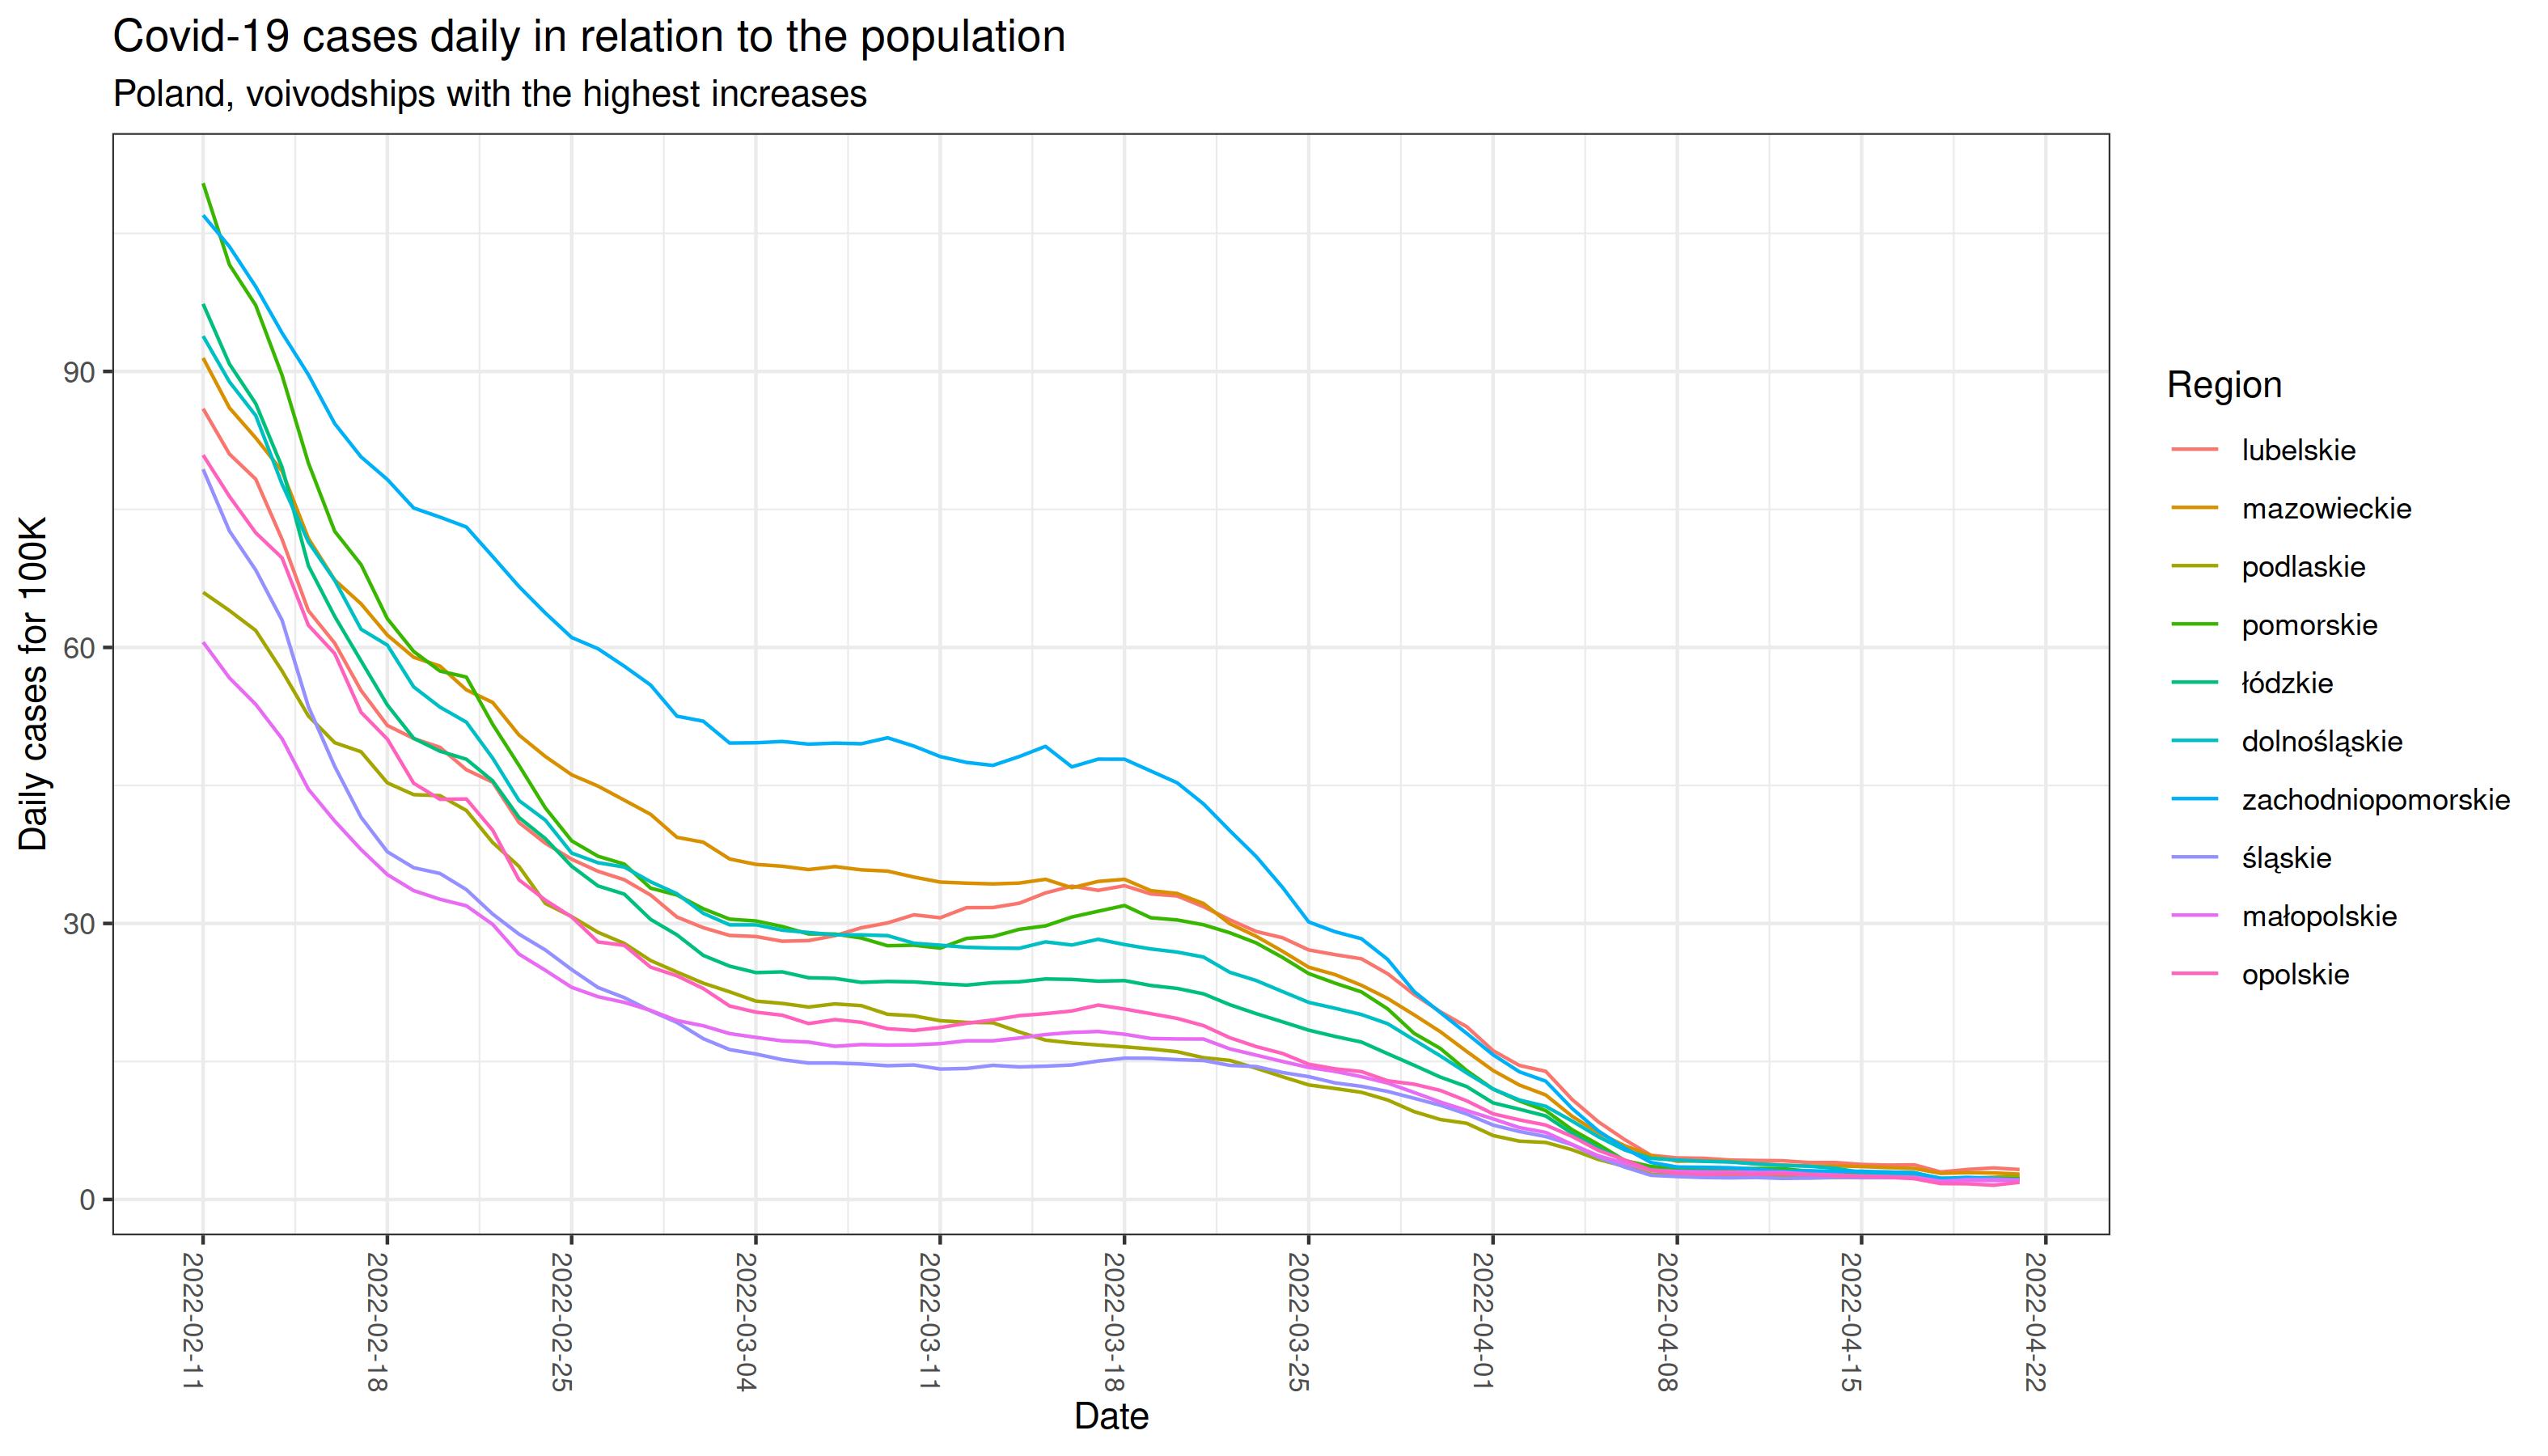 Covid-19 cases daily in relation to the population
Poland, voivodships with the highest increases
Daily cases for 100K
90
60
30
0
2022-02-11
2022-02-18
2022-02-25
2022-03-04
2022-03-11
2022-03-18
2022-03-25
2022-04-01
2022-04-08
2022-04-15
2022-04-22
Date
Region
lubelskie
mazowieckie
podlaskie
pomorskie
łódzkie
dolnośląskie
zachodniopomorskie
śląskie
małopolskie
opolskie